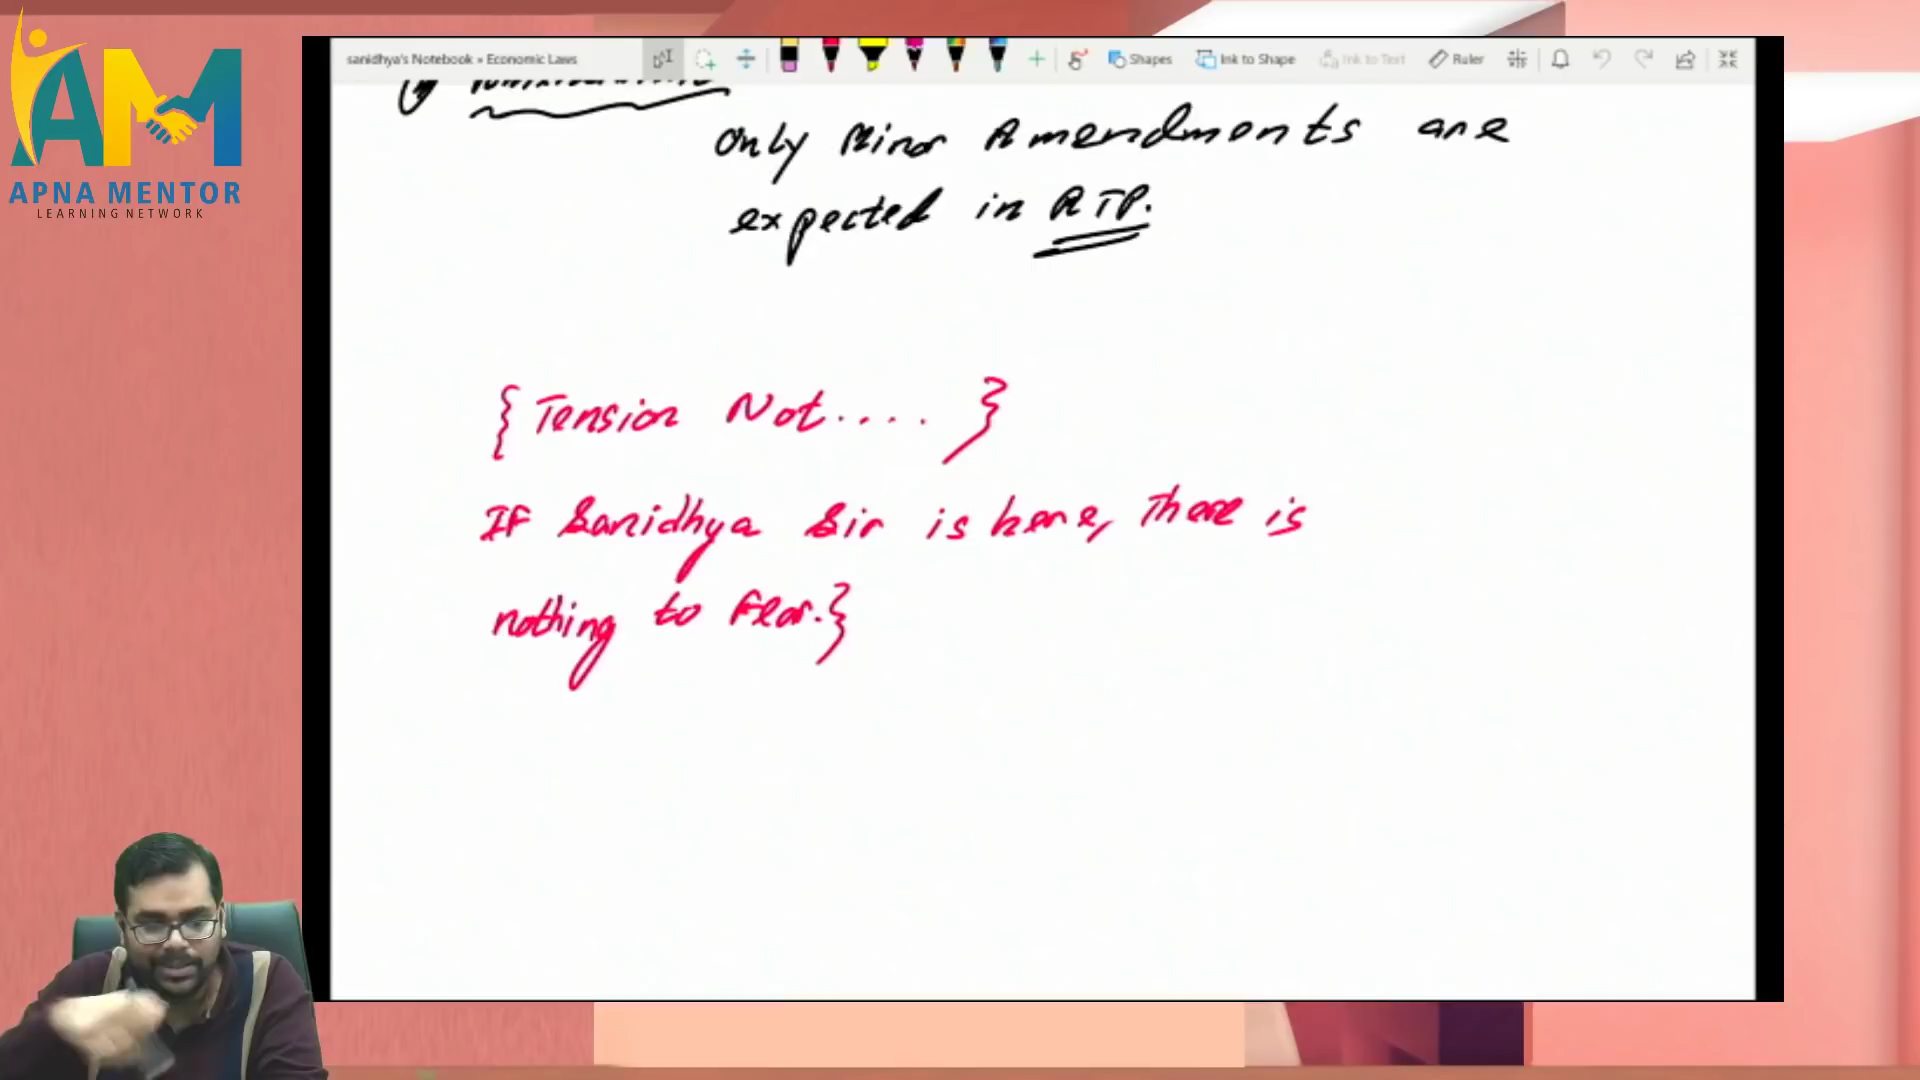 AM
APNA MENTOR
LEARNING NETWORK
sanidhya's Notebook » Economic Laws
Shapes
Ink to Shape
Ink to Text
Ruler
Only Minor Amendments are
expected in RTP.
{Tension Not.... }
If Sanidhya Sir is here, There is
nothing to Fear.}